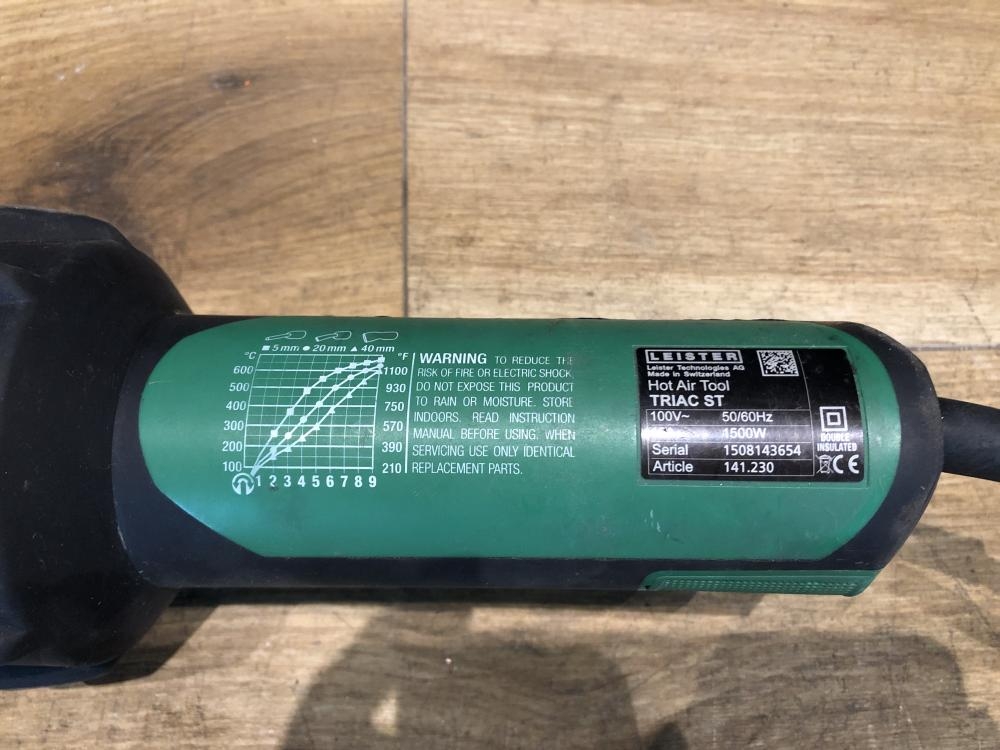 ■ 5 mm ● 20 mm ▲ 40 mm
°C °F
600 1100
500 930
400 750
300 570
200 390
100 210
1 2 3 4 5 6 7 8 9
WARNING TO REDUCE THE
RISK OF FIRE OR ELECTRIC SHOCK,
DO NOT EXPOSE THIS PRODUCT
TO RAIN OR MOISTURE. STORE
INDOORS. READ INSTRUCTION
MANUAL BEFORE USING. WHEN
SERVICING USE ONLY IDENTICAL
REPLACEMENT PARTS.
LEISTER
Leister Technologies AG
Made in Switzerland
Hot Air Tool
TRIAC ST
100V~ 50/60Hz
1500W
Serial 1508143654
Article 141.230
DOUBLE
INSULATED
CE